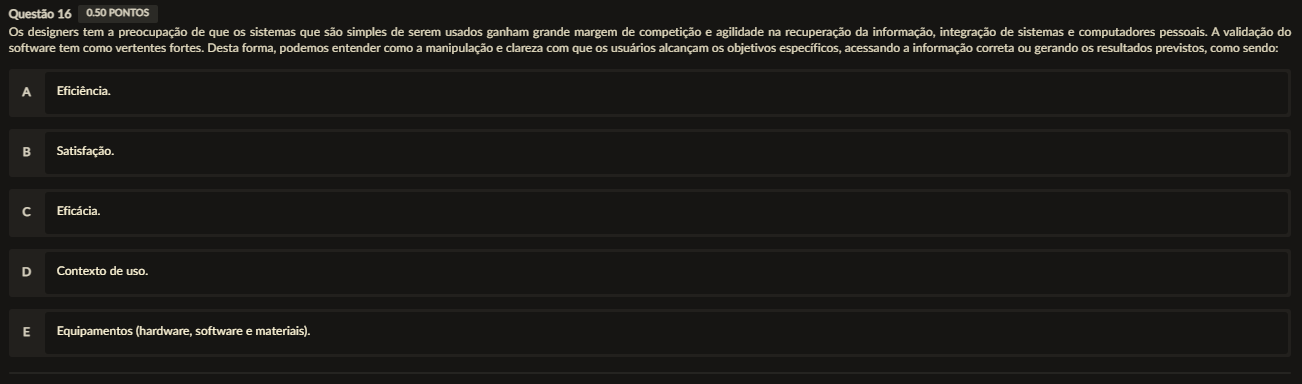 Questão 16 0.50 PONTOS
Os designers tem a preocupação de que os sistemas que são simples de serem usados ganham grande margem de competição e agilidade na recuperação da informação, integração de sistemas e computadores pessoais. A validação do
software tem como vertentes fortes. Desta forma, podemos entender como a manipulação e clareza com que os usuários alcançam os objetivos específicos, acessando a informação correta ou gerando os resultados previstos, como sendo:
A Eficiência.
B Satisfação.
C Eficácia.
D Contexto de uso.
E Equipamentos (hardware, software e materiais).